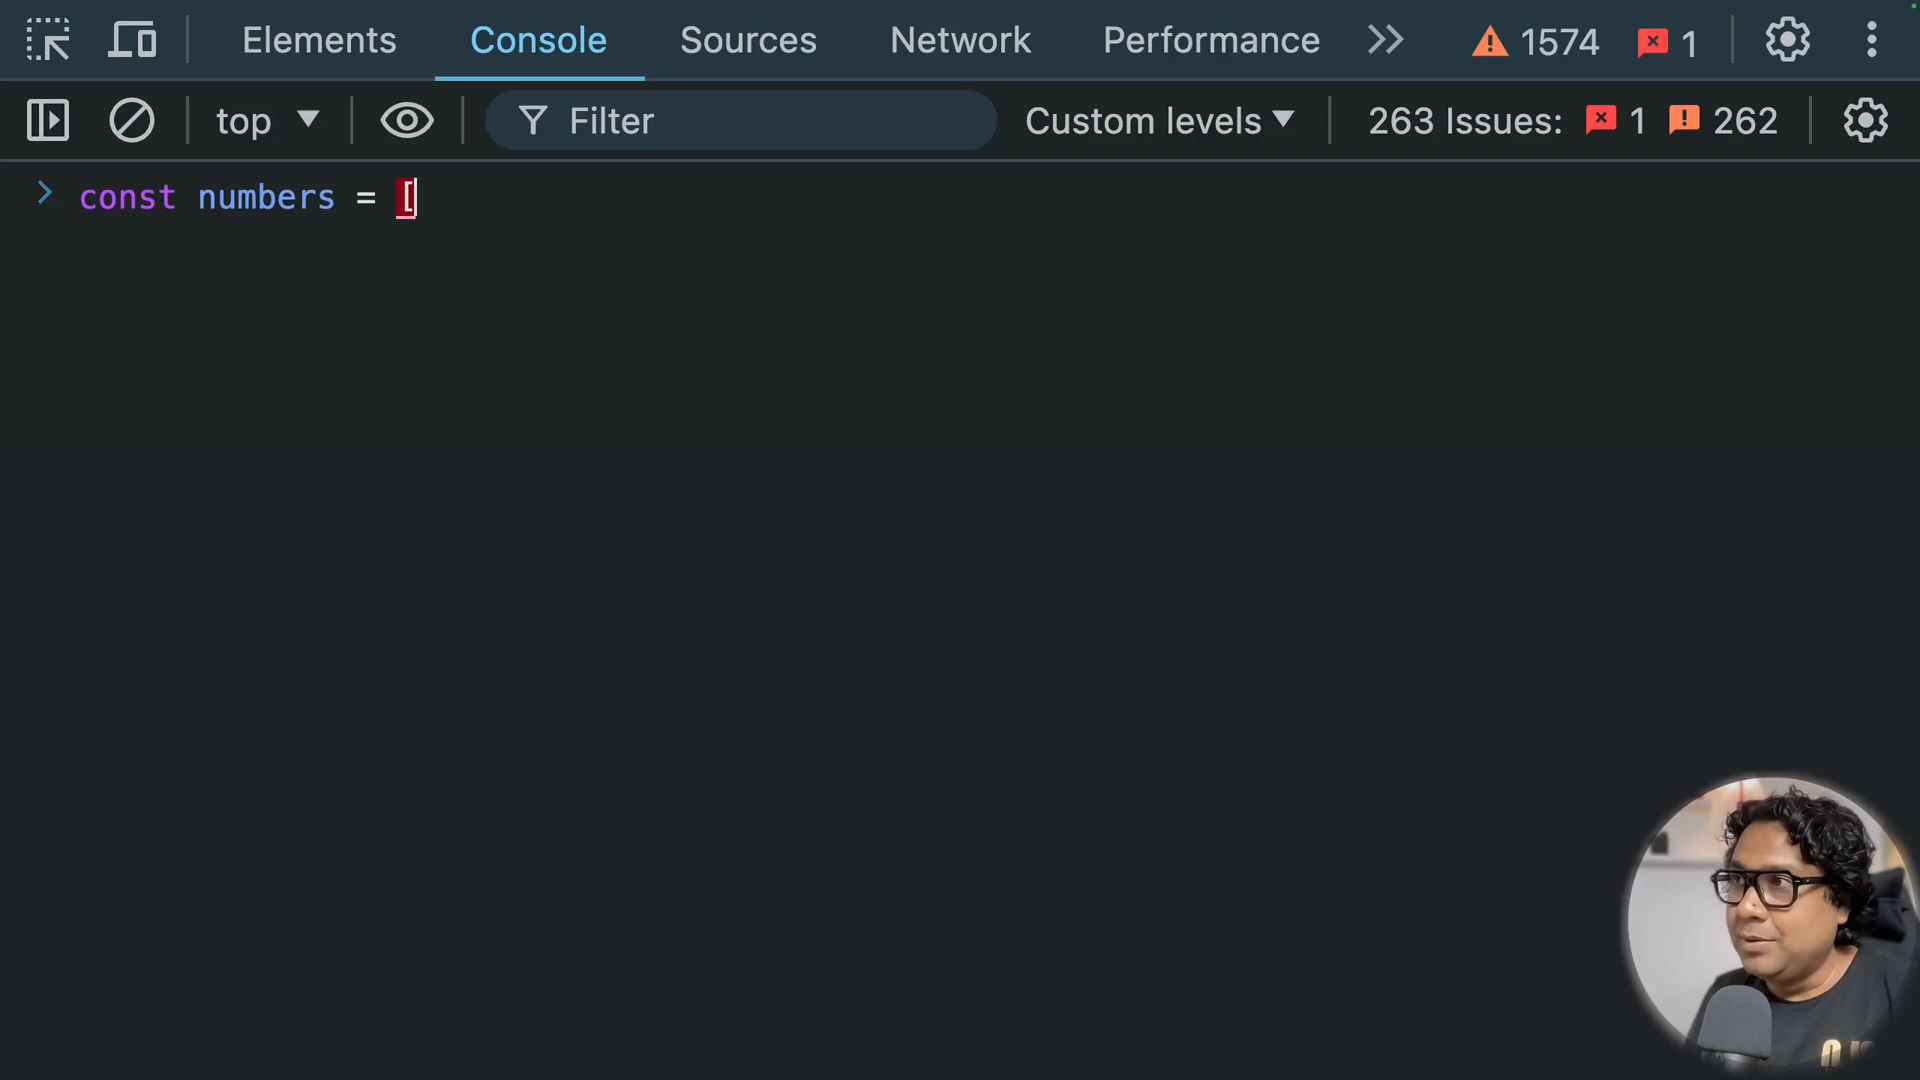 Elements Console Sources Network Performance 1574 1
top Filter Custom levels 263 Issues: 1 262
> const numbers = [